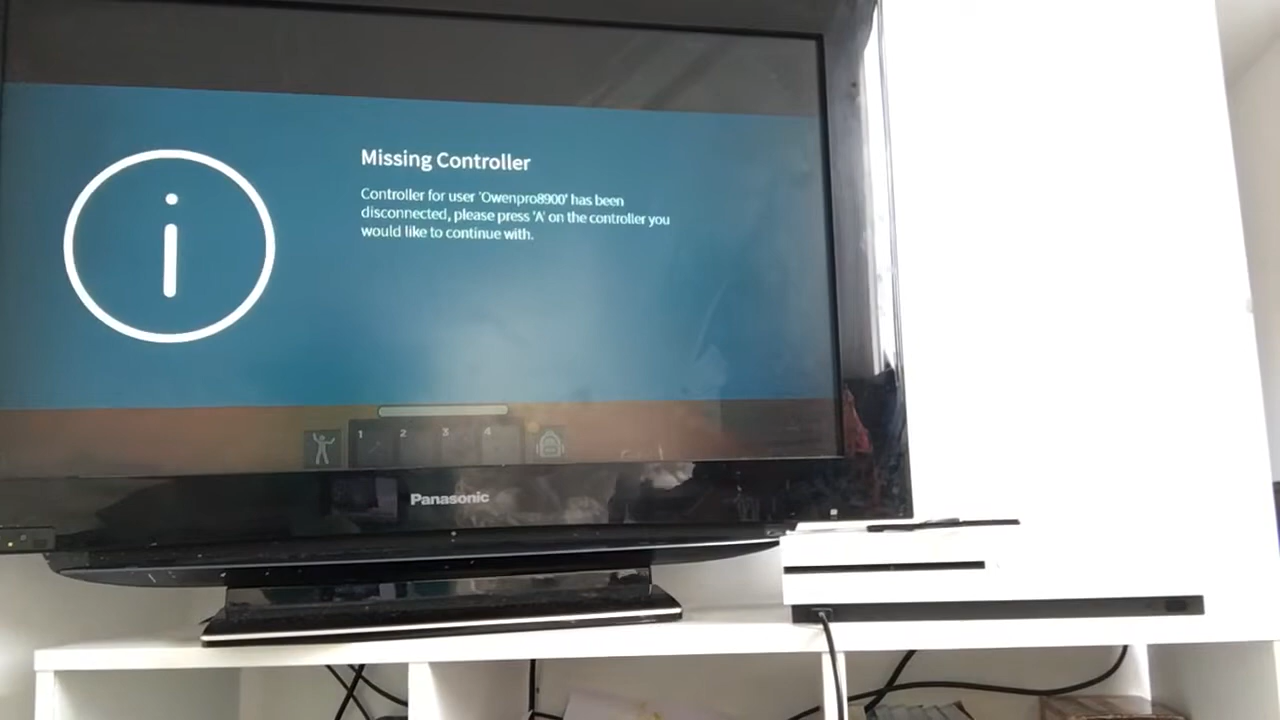 Missing Controller
Controller for user 'Owenpro8900' has been
disconnected, please press 'A' on the controller you
would like to continue with.
1 2 3 4
Panasonic